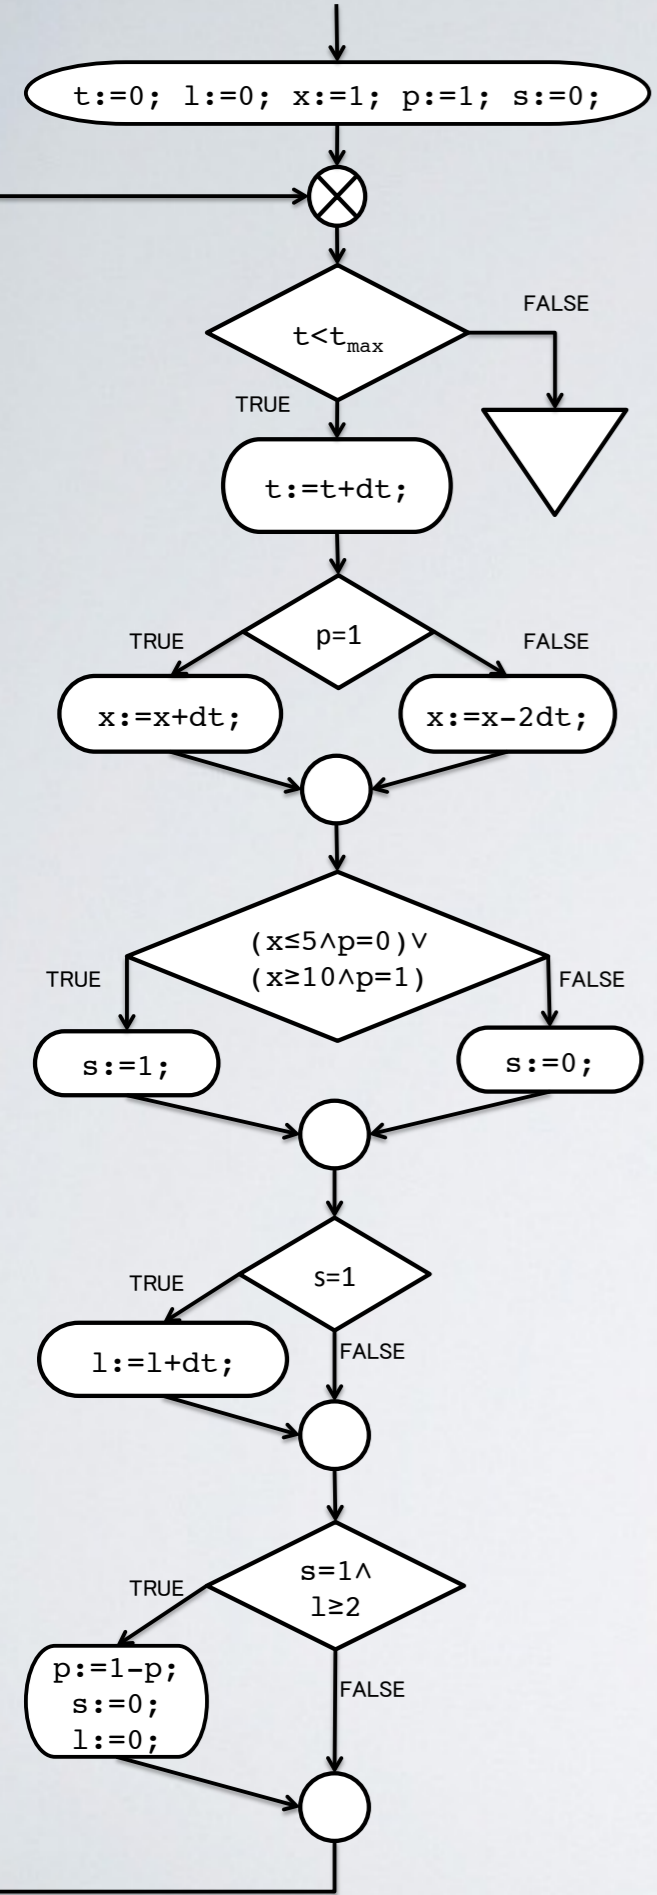 t:=0; l:=0; x:=1; p:=1; s:=0;
t<tmax
FALSE
TRUE
t:=t+dt;
p=1
TRUE
FALSE
x:=x+dt;
x:=x-2dt;
(x≤5∧p=0)∨
(x≥10∧p=1)
TRUE
FALSE
s:=1;
s:=0;
s=1
TRUE
FALSE
l:=l+dt;
s=1∧
l≥2
TRUE
FALSE
p:=1-p;
s:=0;
l:=0;